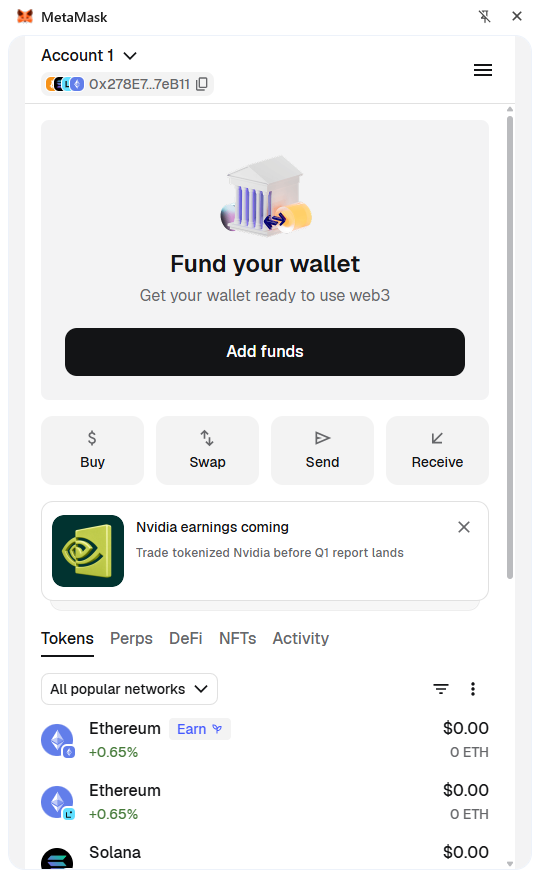 MetaMask
Account 1
0x278E7...7eB11
Fund your wallet
Get your wallet ready to use web3
Add funds
Buy
Swap
Send
Receive
Nvidia earnings coming
Trade tokenized Nvidia before Q1 report lands
Tokens Perps DeFi NFTs Activity
All popular networks
Ethereum Earn $0.00
+0.65% 0 ETH
Ethereum $0.00
+0.65% 0 ETH
Solana $0.00